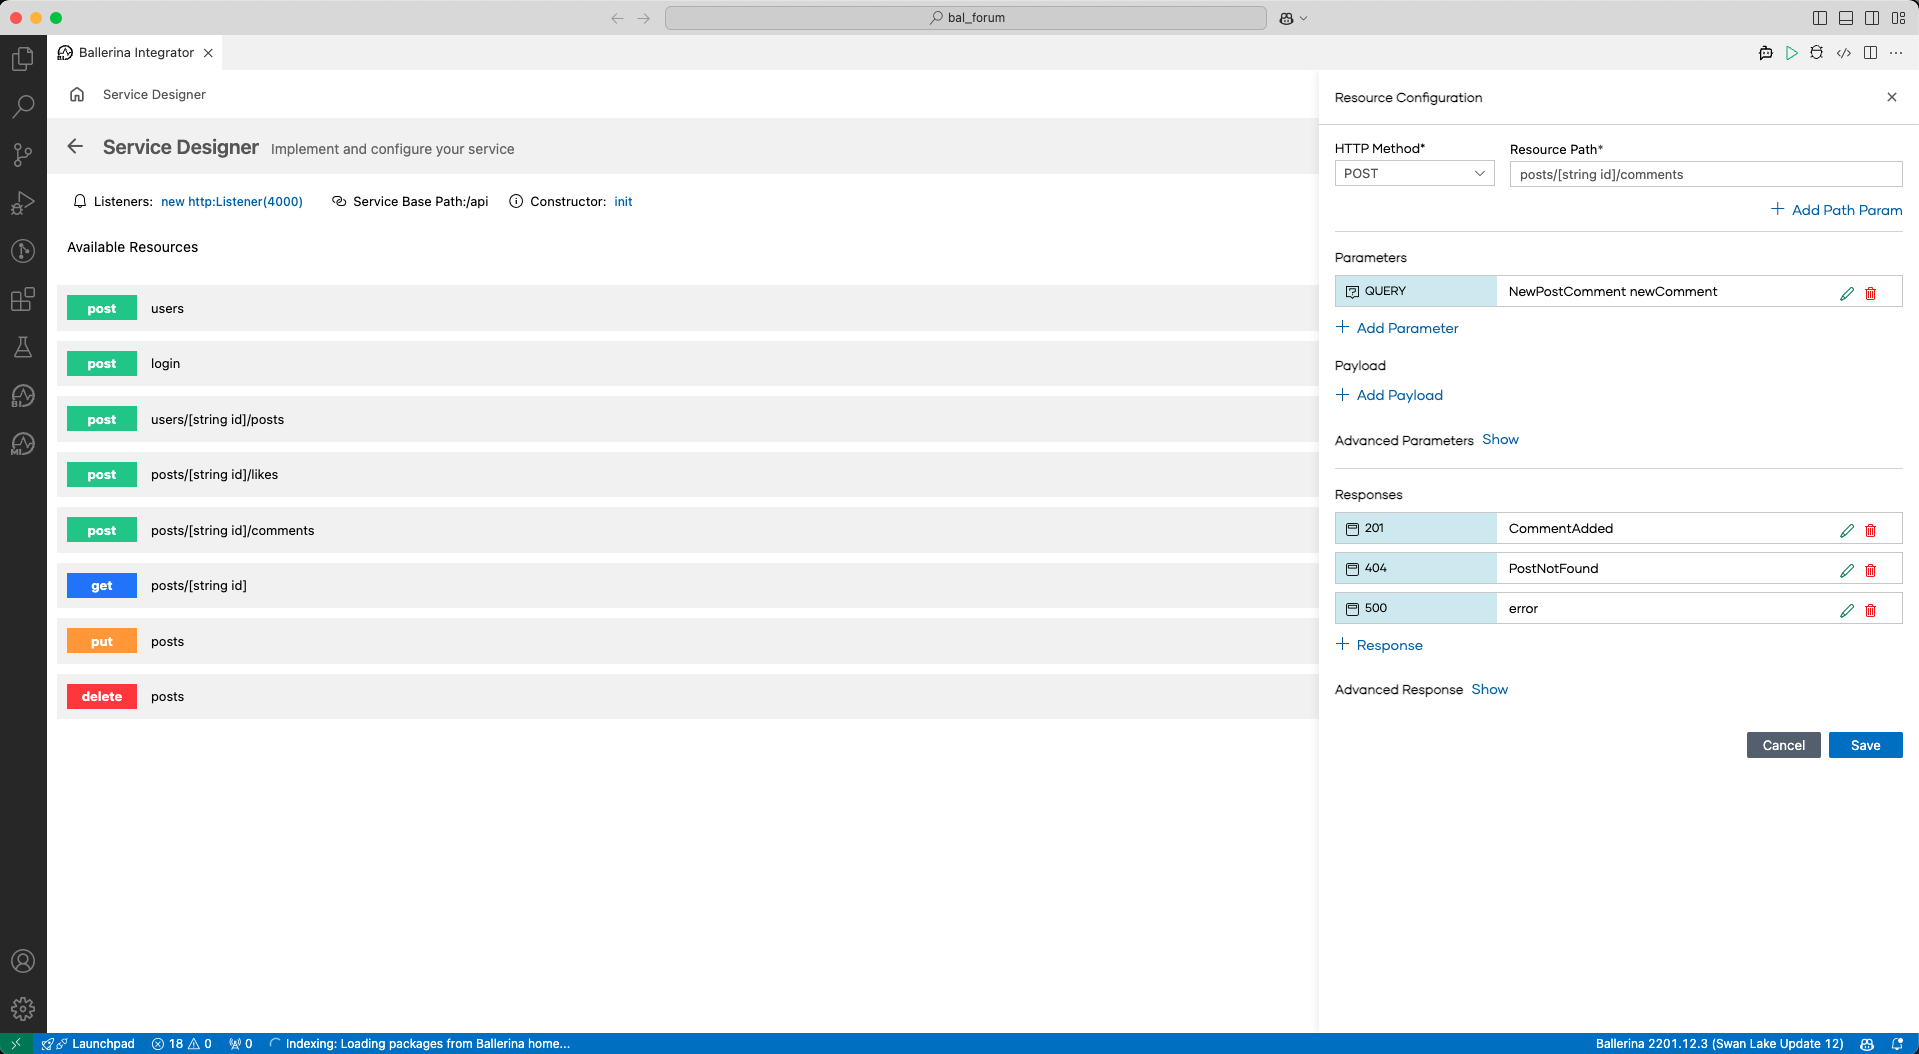 bal_forum
Ballerina Integrator
Service Designer
Service Designer Implement and configure your service
Listeners: new http:Listener(4000) Service Base Path:/api Constructor: init
Available Resources
post users
post login
post users/[string id]/posts
post posts/[string id]/likes
post posts/[string id]/comments
get posts/[string id]
put posts
delete posts
Resource Configuration
HTTP Method* Resource Path*
POST posts/[string id]/comments
Add Path Param
Parameters
QUERY NewPostComment newComment
Add Parameter
Payload
Add Payload
Advanced Parameters Show
Responses
201 CommentAdded
404 PostNotFound
500 error
Response
Advanced Response Show
Cancel Save
BI
MI
Launchpad 18 0 0 Indexing: Loading packages from Ballerina home... Ballerina 2201.12.3 (Swan Lake Update 12)